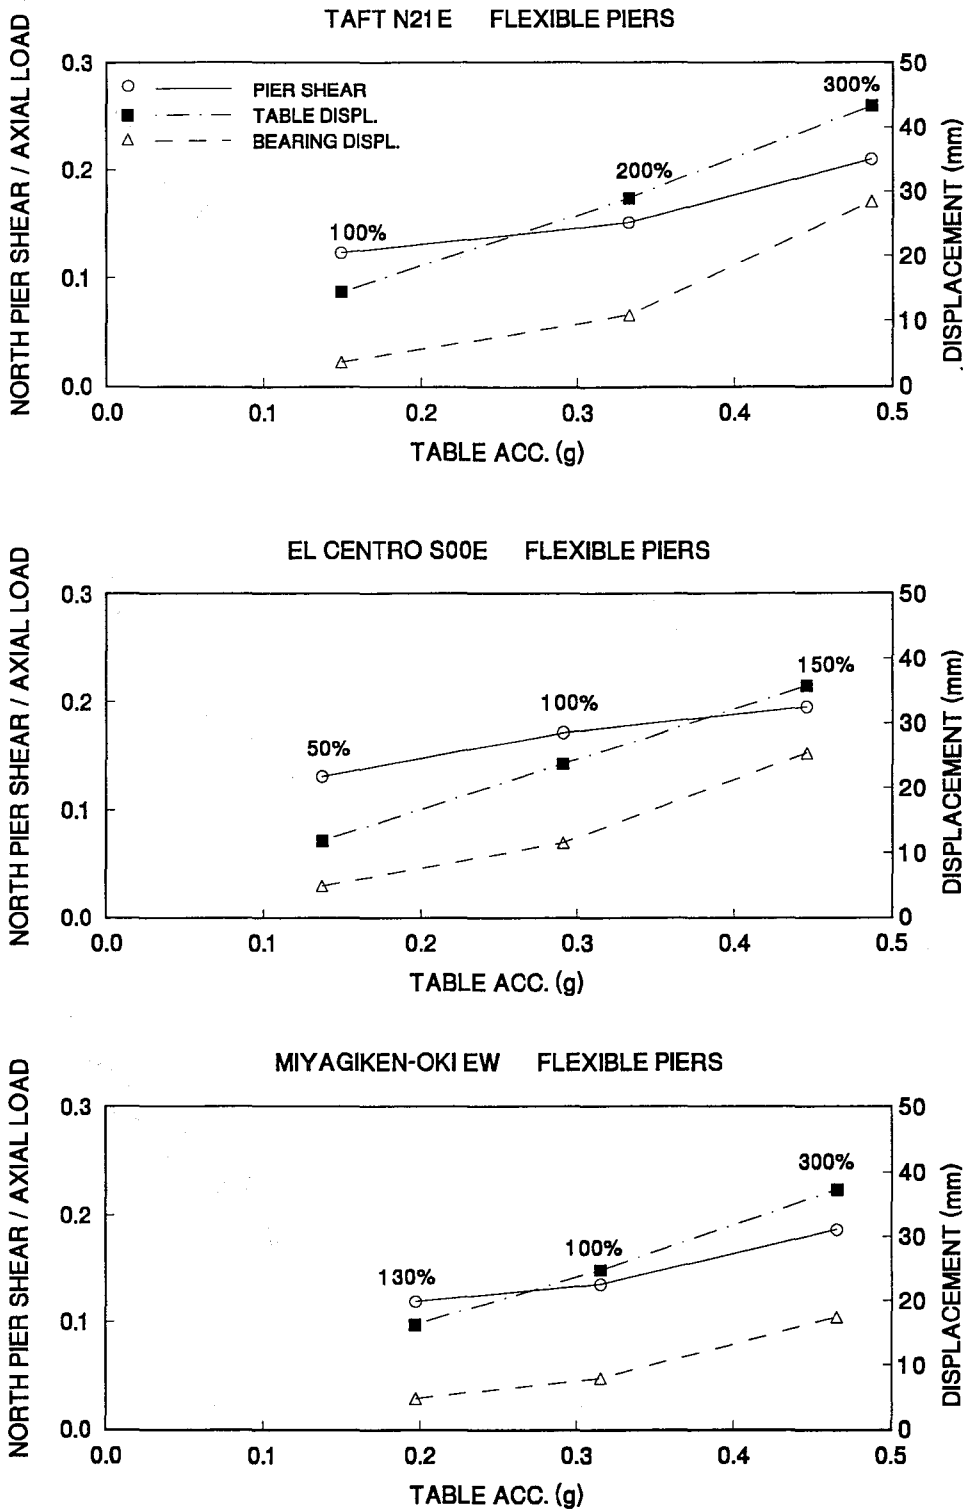 TAFT N21E FLEXIBLE PIERS
NORTH PIER SHEAR / AXIAL LOAD
0.3
0.2
0.1
0.0
PIER SHEAR
TABLE DISPL.
BEARING DISPL.
100%
200%
300%
50
40
30
20
10
0
DISPLACEMENT (mm)
0.0 0.1 0.2 0.3 0.4 0.5
TABLE ACC. (g)
EL CENTRO S00E FLEXIBLE PIERS
NORTH PIER SHEAR / AXIAL LOAD
0.3
0.2
0.1
0.0
50%
100%
150%
50
40
30
20
10
0
DISPLACEMENT (mm)
0.0 0.1 0.2 0.3 0.4 0.5
TABLE ACC. (g)
MIYAGIKEN-OKI EW FLEXIBLE PIERS
NORTH PIER SHEAR / AXIAL LOAD
0.3
0.2
0.1
0.0
130%
100%
300%
50
40
30
20
10
0
DISPLACEMENT (mm)
0.0 0.1 0.2 0.3 0.4 0.5
TABLE ACC. (g)